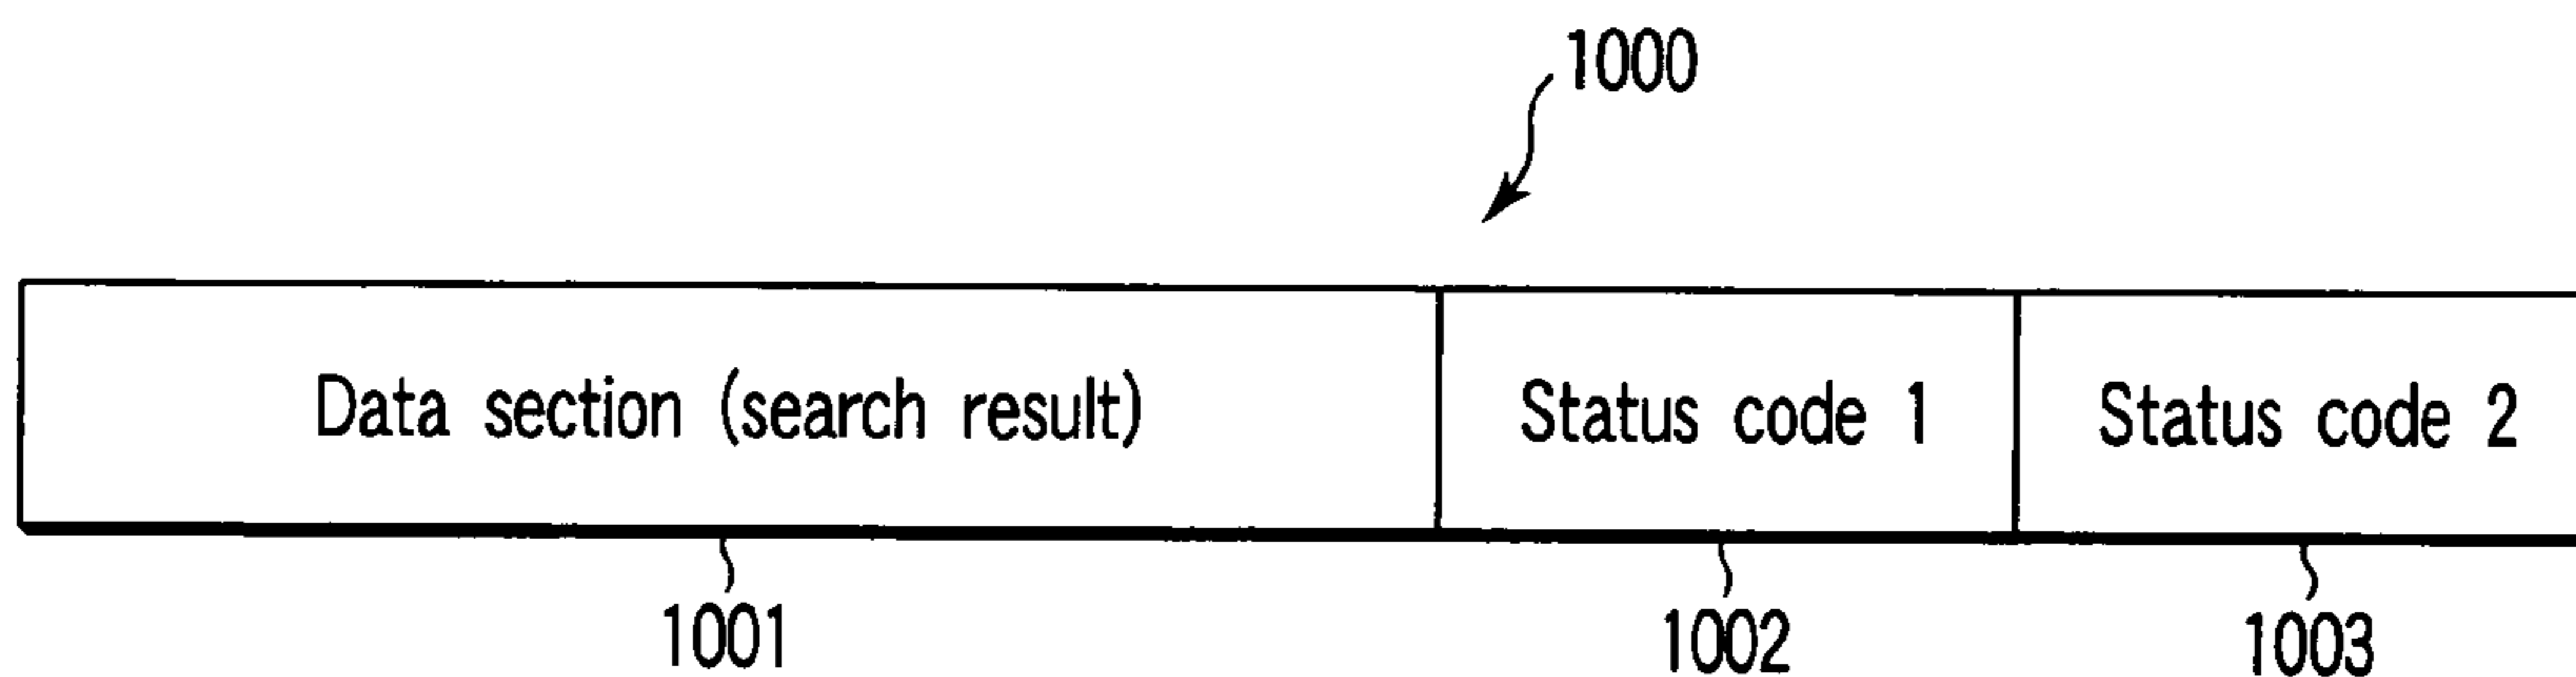 1000
Data section (search result)
Status code 1
Status code 2
1001
1002
1003